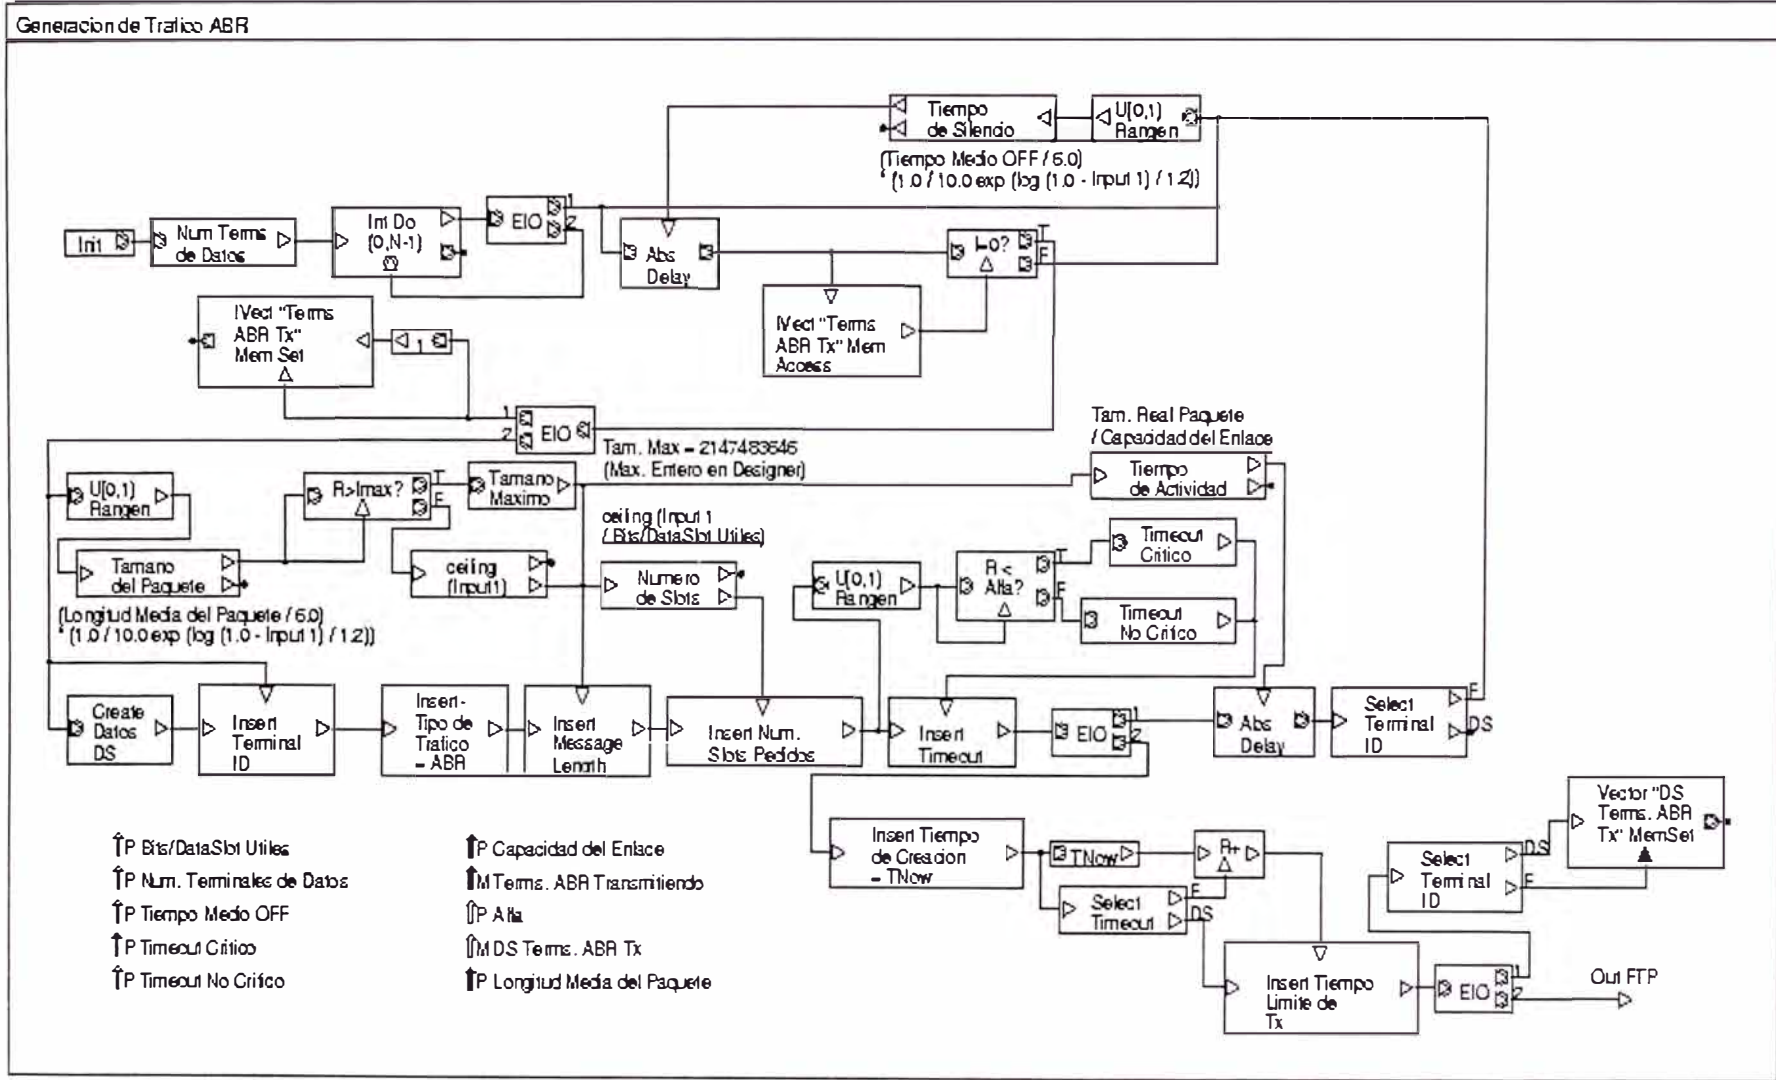 Generacion de Trafico ABR
Tiempo
de Silencio
U[0,1)
Rangen
(Tiempo Medio OFF / 6.0)
* (1.0 / 10.0 exp (log (1.0 - Input 1) / 1.2))
Init
Num Terms
de Datos
Int Do
(0,N-1)
EIO
1
2
Abs
Delay
I=0?
T
F
IVect "Terms
ABR Tx" Mem
Access
IVect "Terms
ABR Tx"
Mem Set
1
1
2
EIO
Tam. Max = 2147483646
(Max. Entero en Designer)
Tam. Real Paquete
/ Capacidad del Enlace
Tiempo
de Actividad
U[0,1)
Rangen
R>Imax?
T
F
Tamano
Maximo
ceiling (Input 1
/ Bits/DataSlot Utiles)
Tamano
del Paquete
ceiling
(Input1)
Numero
de Slots
U[0,1)
Rangen
R <
Alfa?
T
F
Timeout
Critico
Timeout
No Critico
(Longitud Media del Paquete / 6.0)
* (1.0 / 10.0 exp (log (1.0 - Input 1) / 1.2))
Create
Datos
DS
Insert
Terminal
ID
Insert-
Tipo de
Trafico
= ABR
Insert
Message
Length
Insert Num.
Slots Pedidos
Insert
Timeout
EIO
1
2
Abs
Delay
Select
Terminal
ID
F
DS
Insert Tiempo
de Creacion
= TNow
TNow
R+
Select
Timeout
F
DS
Insert Tiempo
Limite de
Tx
EIO
1
2
Select
Terminal
ID
DS
F
Vector "DS
Terms. ABR
Tx" MemSet
Out FTP
↑P Bits/DataSlot Utiles
↑P Num. Terminales de Datos
↑P Tiempo Medio OFF
↑P Timeout Critico
↑P Timeout No Critico
↑P Capacidad del Enlace
↑M Terms. ABR Transmitiendo
⇑P Alfa
⇑M DS Terms. ABR Tx
↑P Longitud Media del Paquete